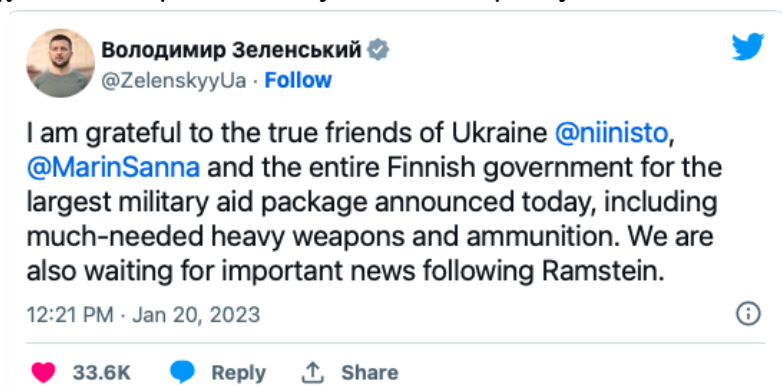 Володимир Зеленський
@ZelenskyyUa · Follow
I am grateful to the true friends of Ukraine @niinisto,
@MarinSanna and the entire Finnish government for the
largest military aid package announced today, including
much-needed heavy weapons and ammunition. We are
also waiting for important news following Ramstein.
12:21 PM · Jan 20, 2023
33.6K Reply Share